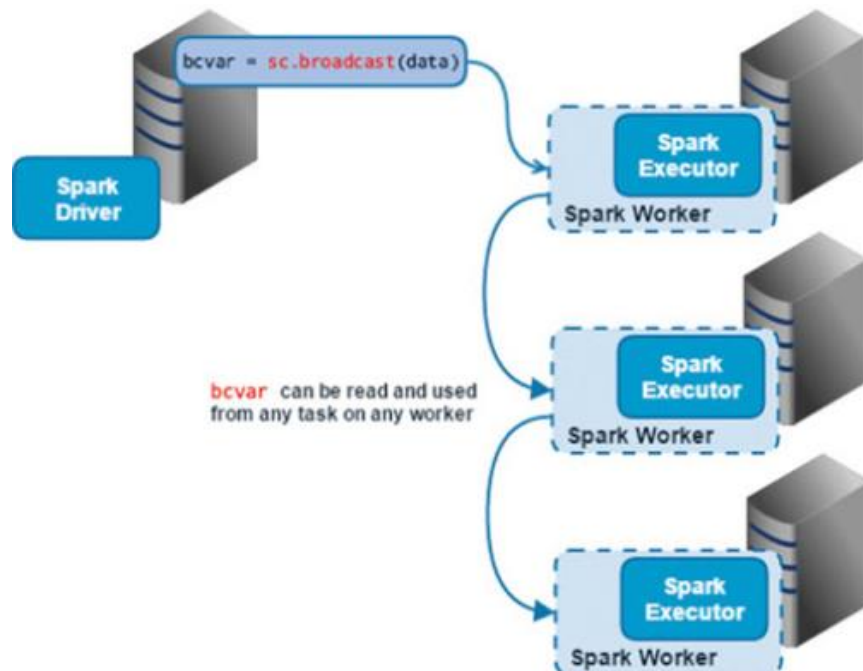 bcvar = sc.broadcast(data)
Spark
Driver
Spark
Executor
Spark Worker
bcvar can be read and used
from any task on any worker
Spark
Executor
Spark Worker
Spark
Executor
Spark Worker